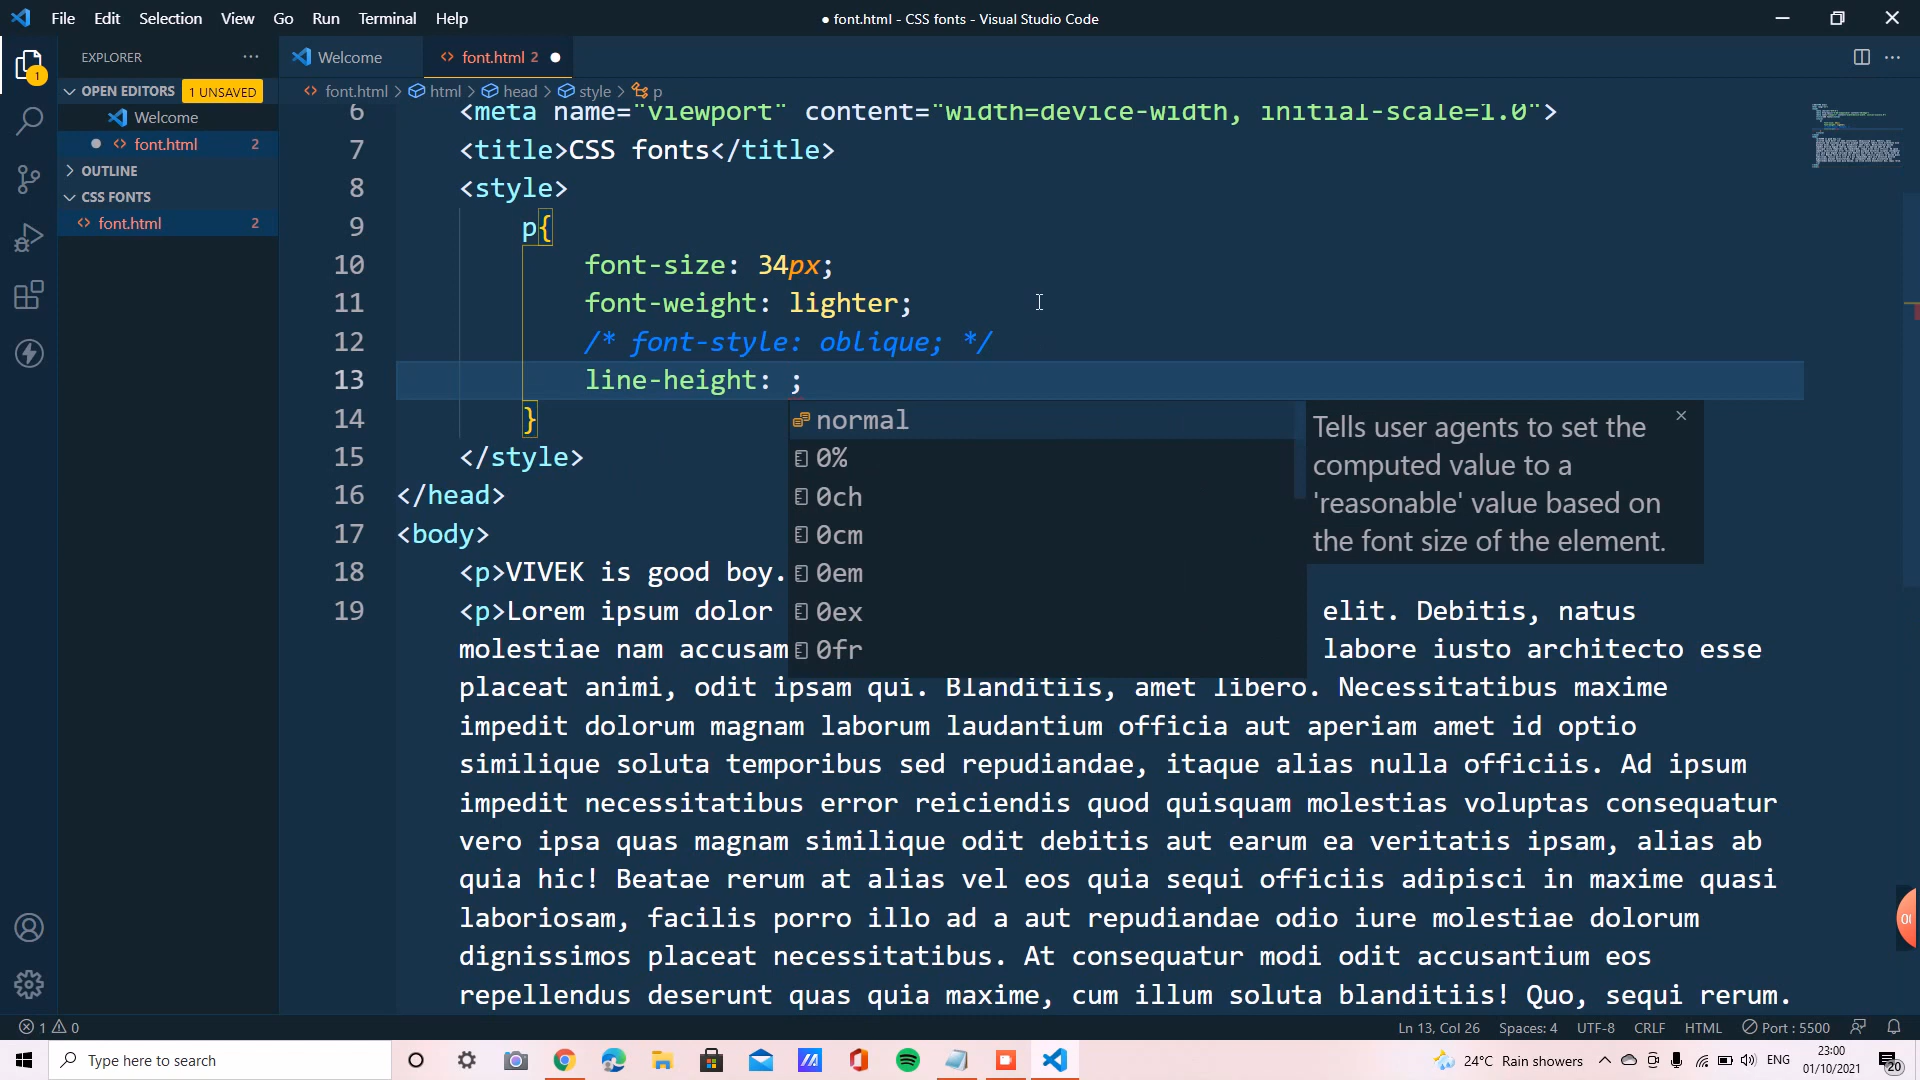 File Edit Selection View Go Run Terminal Help
● font.html - CSS fonts - Visual Studio Code
EXPLORER
Welcome
font.html 2
OPEN EDITORS 1 UNSAVED
Welcome
font.html 2
OUTLINE
CSS FONTS
font.html 2
1
font.html > html > head > style > p
6 <meta name="viewport" content="width=device-width, initial-scale=1.0">
7 <title>CSS fonts</title>
8 <style>
9 p{
10 font-size: 34px;
11 font-weight: lighter;
12 /* font-style: oblique; */
13 line-height: ;
14 }
15 </style>
16 </head>
17 <body>
18 <p>VIVEK is good boy.
19 <p>Lorem ipsum dolor elit. Debitis, natus
molestiae nam accusam labore iusto architecto esse
placeat animi, odit ipsam qui. Blanditiis, amet libero. Necessitatibus maxime
impedit dolorum magnam laborum laudantium officia aut aperiam amet id optio
similique soluta temporibus sed repudiandae, itaque alias nulla officiis. Ad ipsum
impedit necessitatibus error reiciendis quod quisquam molestias voluptas consequatur
vero ipsa quas magnam similique odit debitis aut earum ea veritatis ipsam, alias ab
quia hic! Beatae rerum at alias vel eos quia sequi officiis adipisci in maxime quasi
laboriosam, facilis porro illo ad a aut repudiandae odio iure molestiae dolorum
dignissimos placeat necessitatibus. At consequatur modi odit accusantium eos
repellendus deserunt quas quia maxime, cum illum soluta blanditiis! Quo, sequi rerum.
normal
0%
0ch
0cm
0em
0ex
0fr
Tells user agents to set the
computed value to a
'reasonable' value based on
the font size of the element.
1 0
Ln 13, Col 26 Spaces: 4 UTF-8 CRLF HTML Port : 5500
Type here to search
24°C Rain showers
ENG
23:00
01/10/2021
20